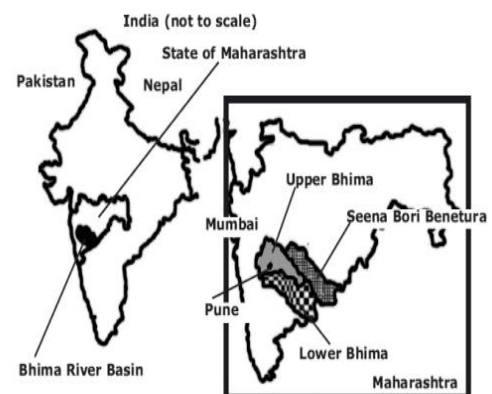 India (not to scale)
State of Maharashtra
Pakistan
Nepal
Upper Bhima
Seena Bori Benetura
Mumbai
Pune
Lower Bhima
Bhima River Basin
Maharashtra